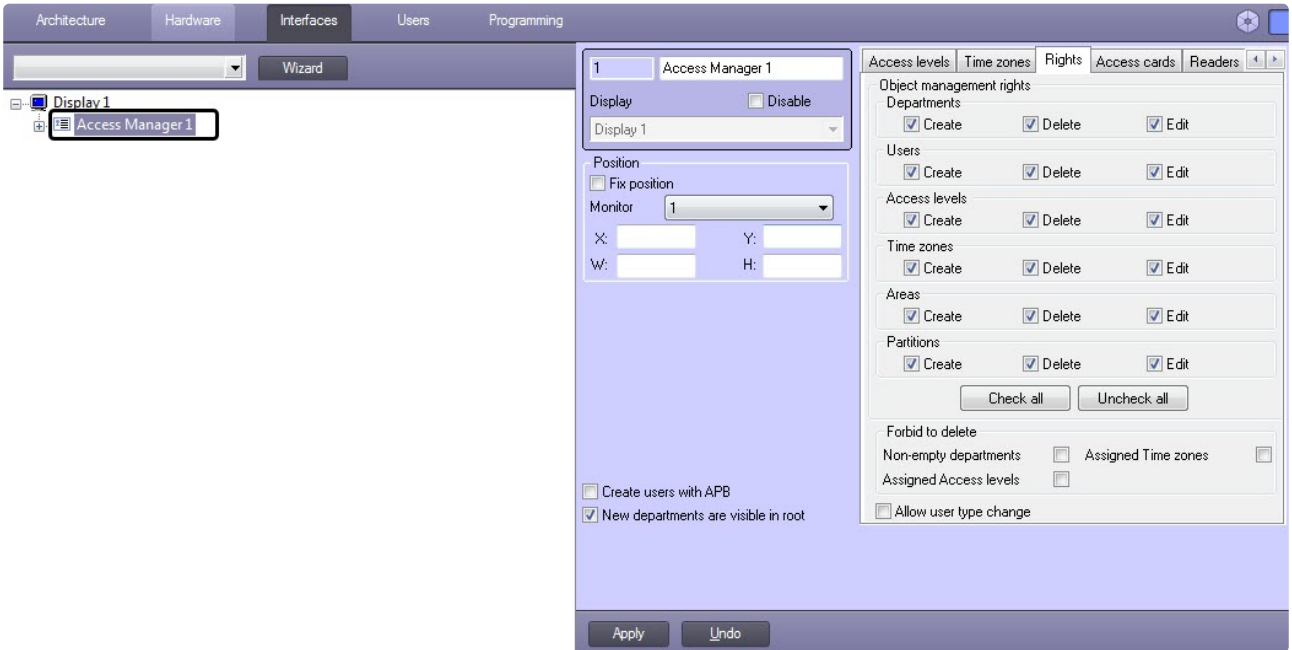 Architecture Hardware Interfaces Users Programming
Wizard
Display 1
Access Manager 1
1 Access Manager 1
Display Disable
Display 1
Position
Fix position
Monitor 1
X: Y:
W: H:
Create users with APB
New departments are visible in root
Access levels Time zones Rights Access cards Readers
Object management rights
Departments
Create Delete Edit
Users
Create Delete Edit
Access levels
Create Delete Edit
Time zones
Create Delete Edit
Areas
Create Delete Edit
Partitions
Create Delete Edit
Check all Uncheck all
Forbid to delete
Non-empty departments Assigned Time zones
Assigned Access levels
Allow user type change
Apply Undo